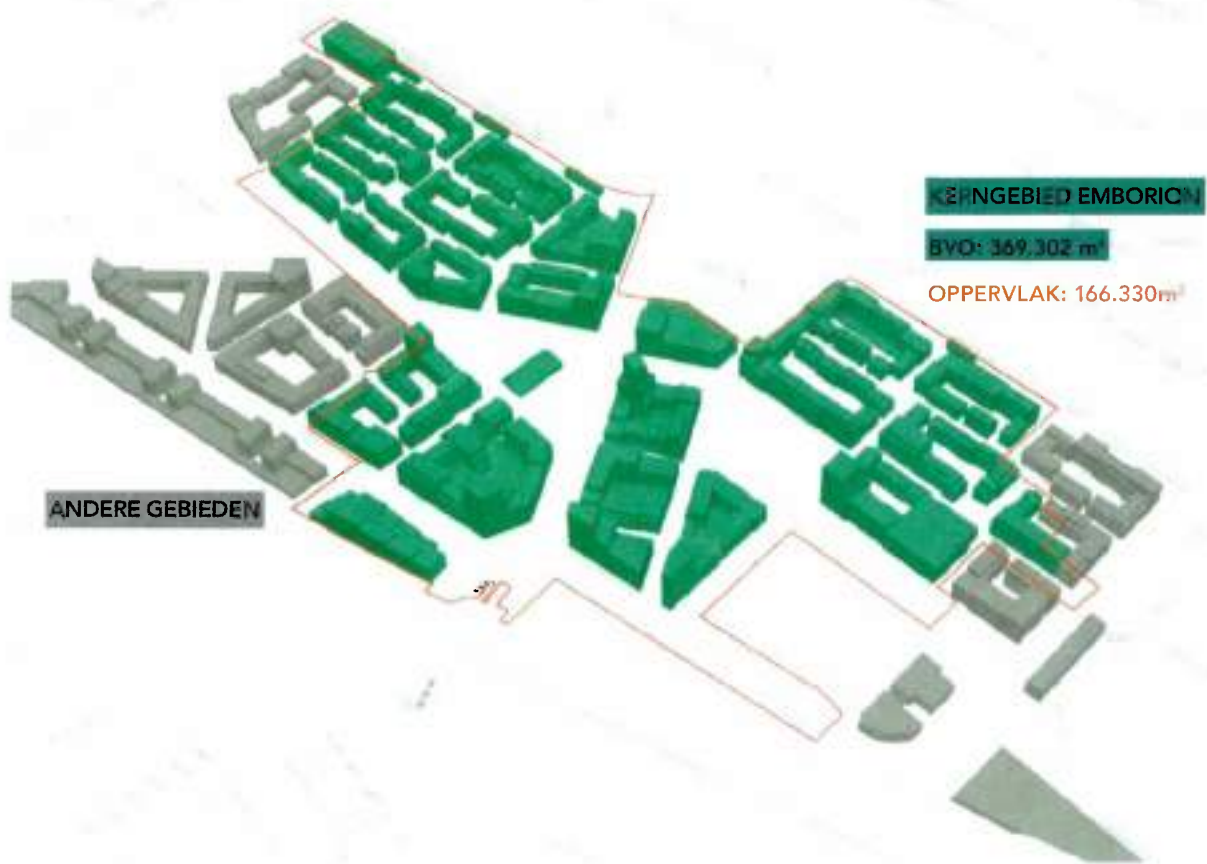 KERNGEBIED EMBORION
BVO: 369.302 m²
OPPERVLAK: 166.330m²
ANDERE GEBIEDEN